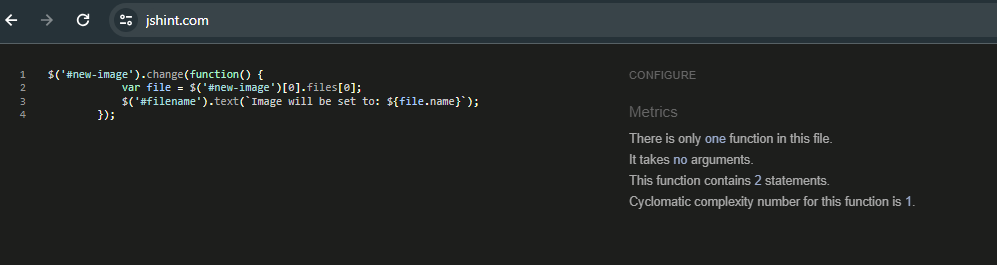 jshint.com
1 $('#new-image').change(function() {
2 var file = $('#new-image')[0].files[0];
3 $('#filename').text(`Image will be set to: ${file.name}`);
4 });
CONFIGURE
Metrics
There is only one function in this file.
It takes no arguments.
This function contains 2 statements.
Cyclomatic complexity number for this function is 1.